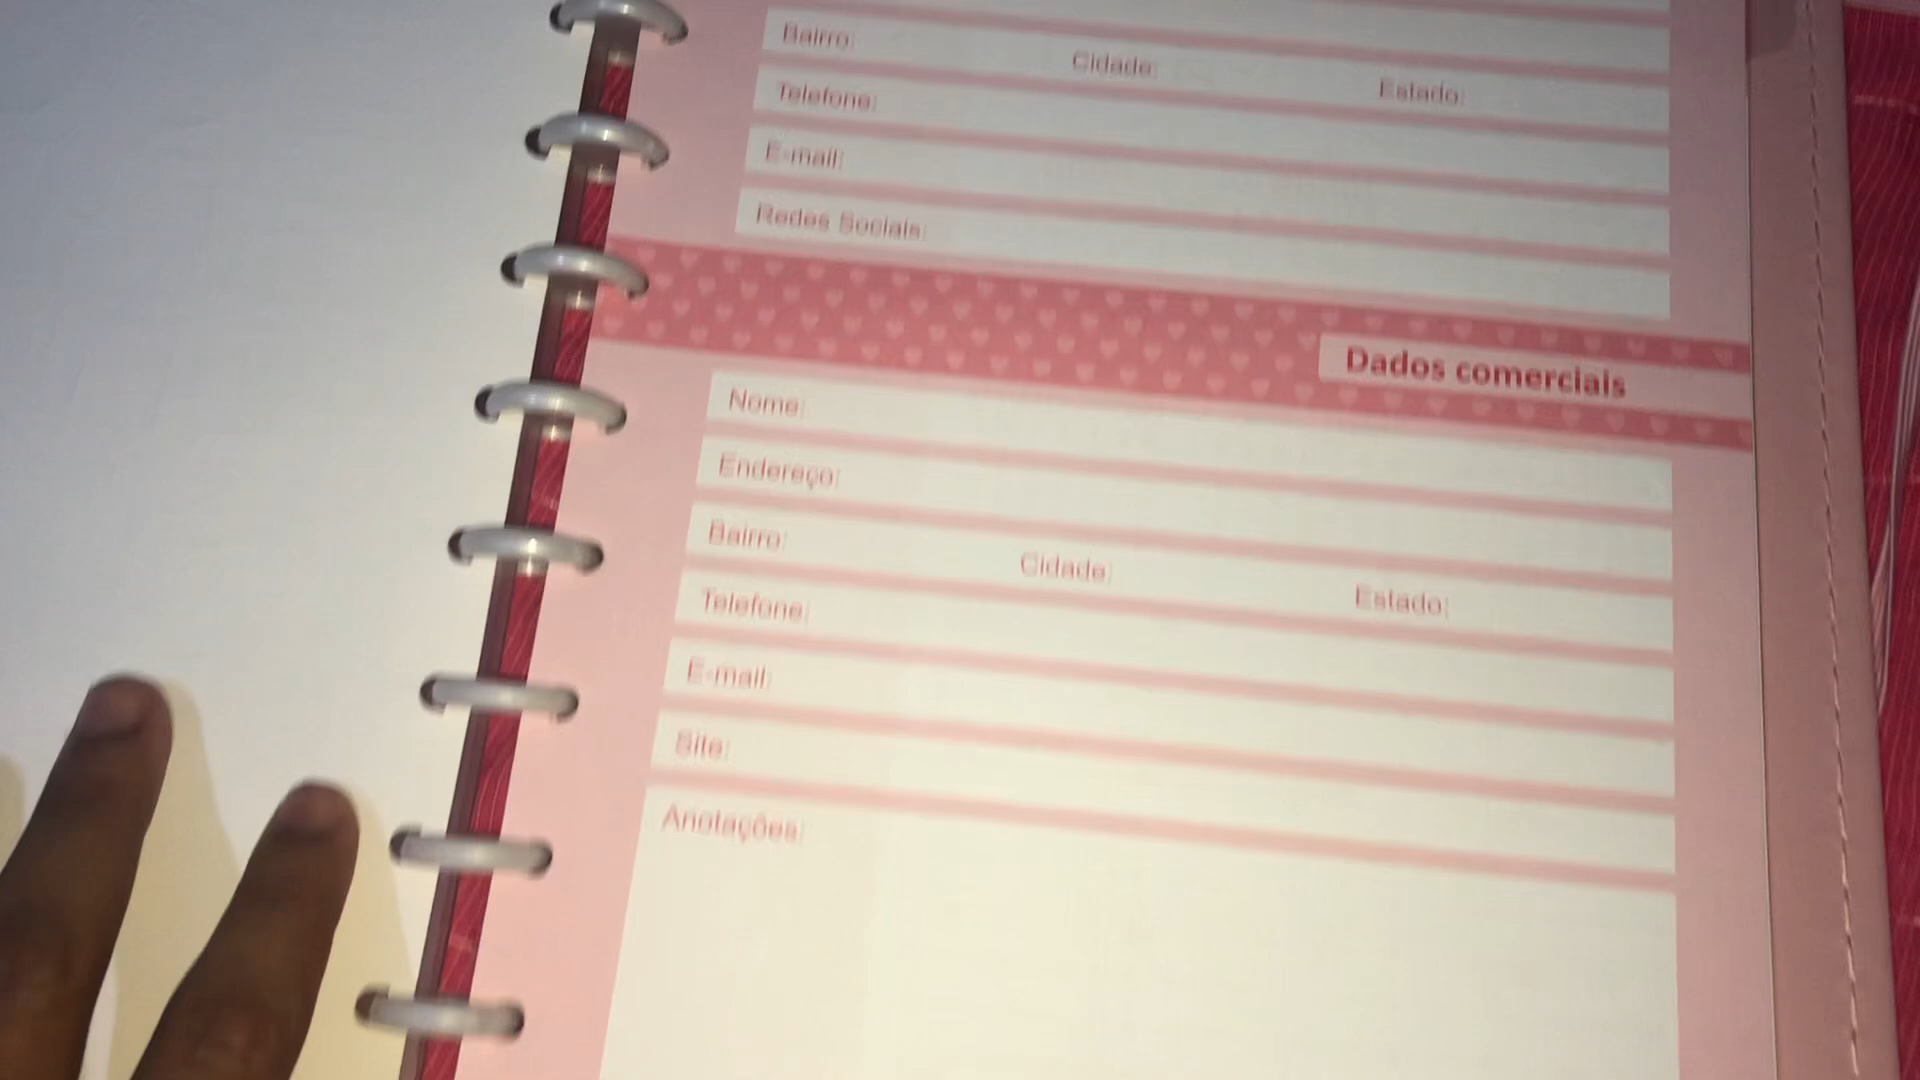 Bairro: Cidade: Estado:
Telefone:
E-mail:
Redes Sociais:
Dados comerciais
Nome:
Endereço:
Bairro: Cidade: Estado:
Telefone:
E-mail:
Site:
Anotações: